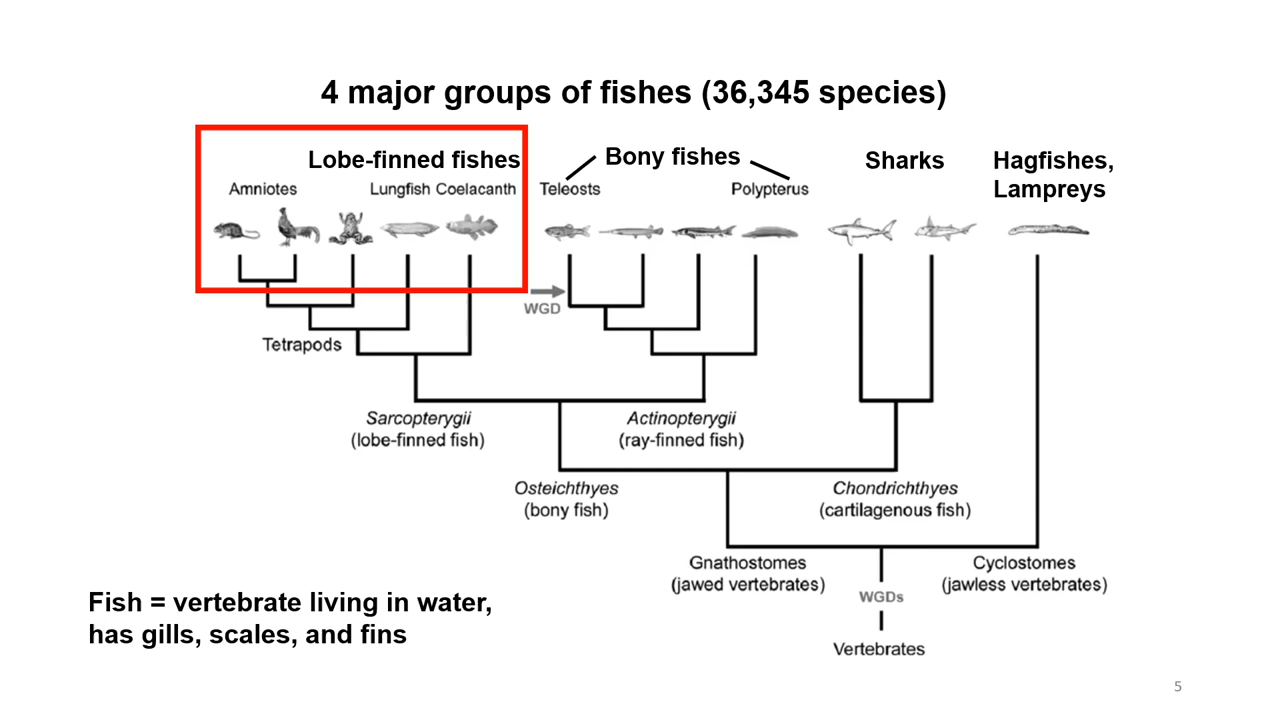 4 major groups of fishes (36,345 species)
Lobe-finned fishes
Bony fishes
Sharks
Hagfishes,
Lampreys
Amniotes
Lungfish Coelacanth
Teleosts
Polypterus
WGD
Tetrapods
Sarcopterygii
(lobe-finned fish)
Actinopterygii
(ray-finned fish)
Osteichthyes
(bony fish)
Chondrichthyes
(cartilagenous fish)
Gnathostomes
(jawed vertebrates)
Cyclostomes
(jawless vertebrates)
WGDs
Vertebrates
Fish = vertebrate living in water,
has gills, scales, and fins
5